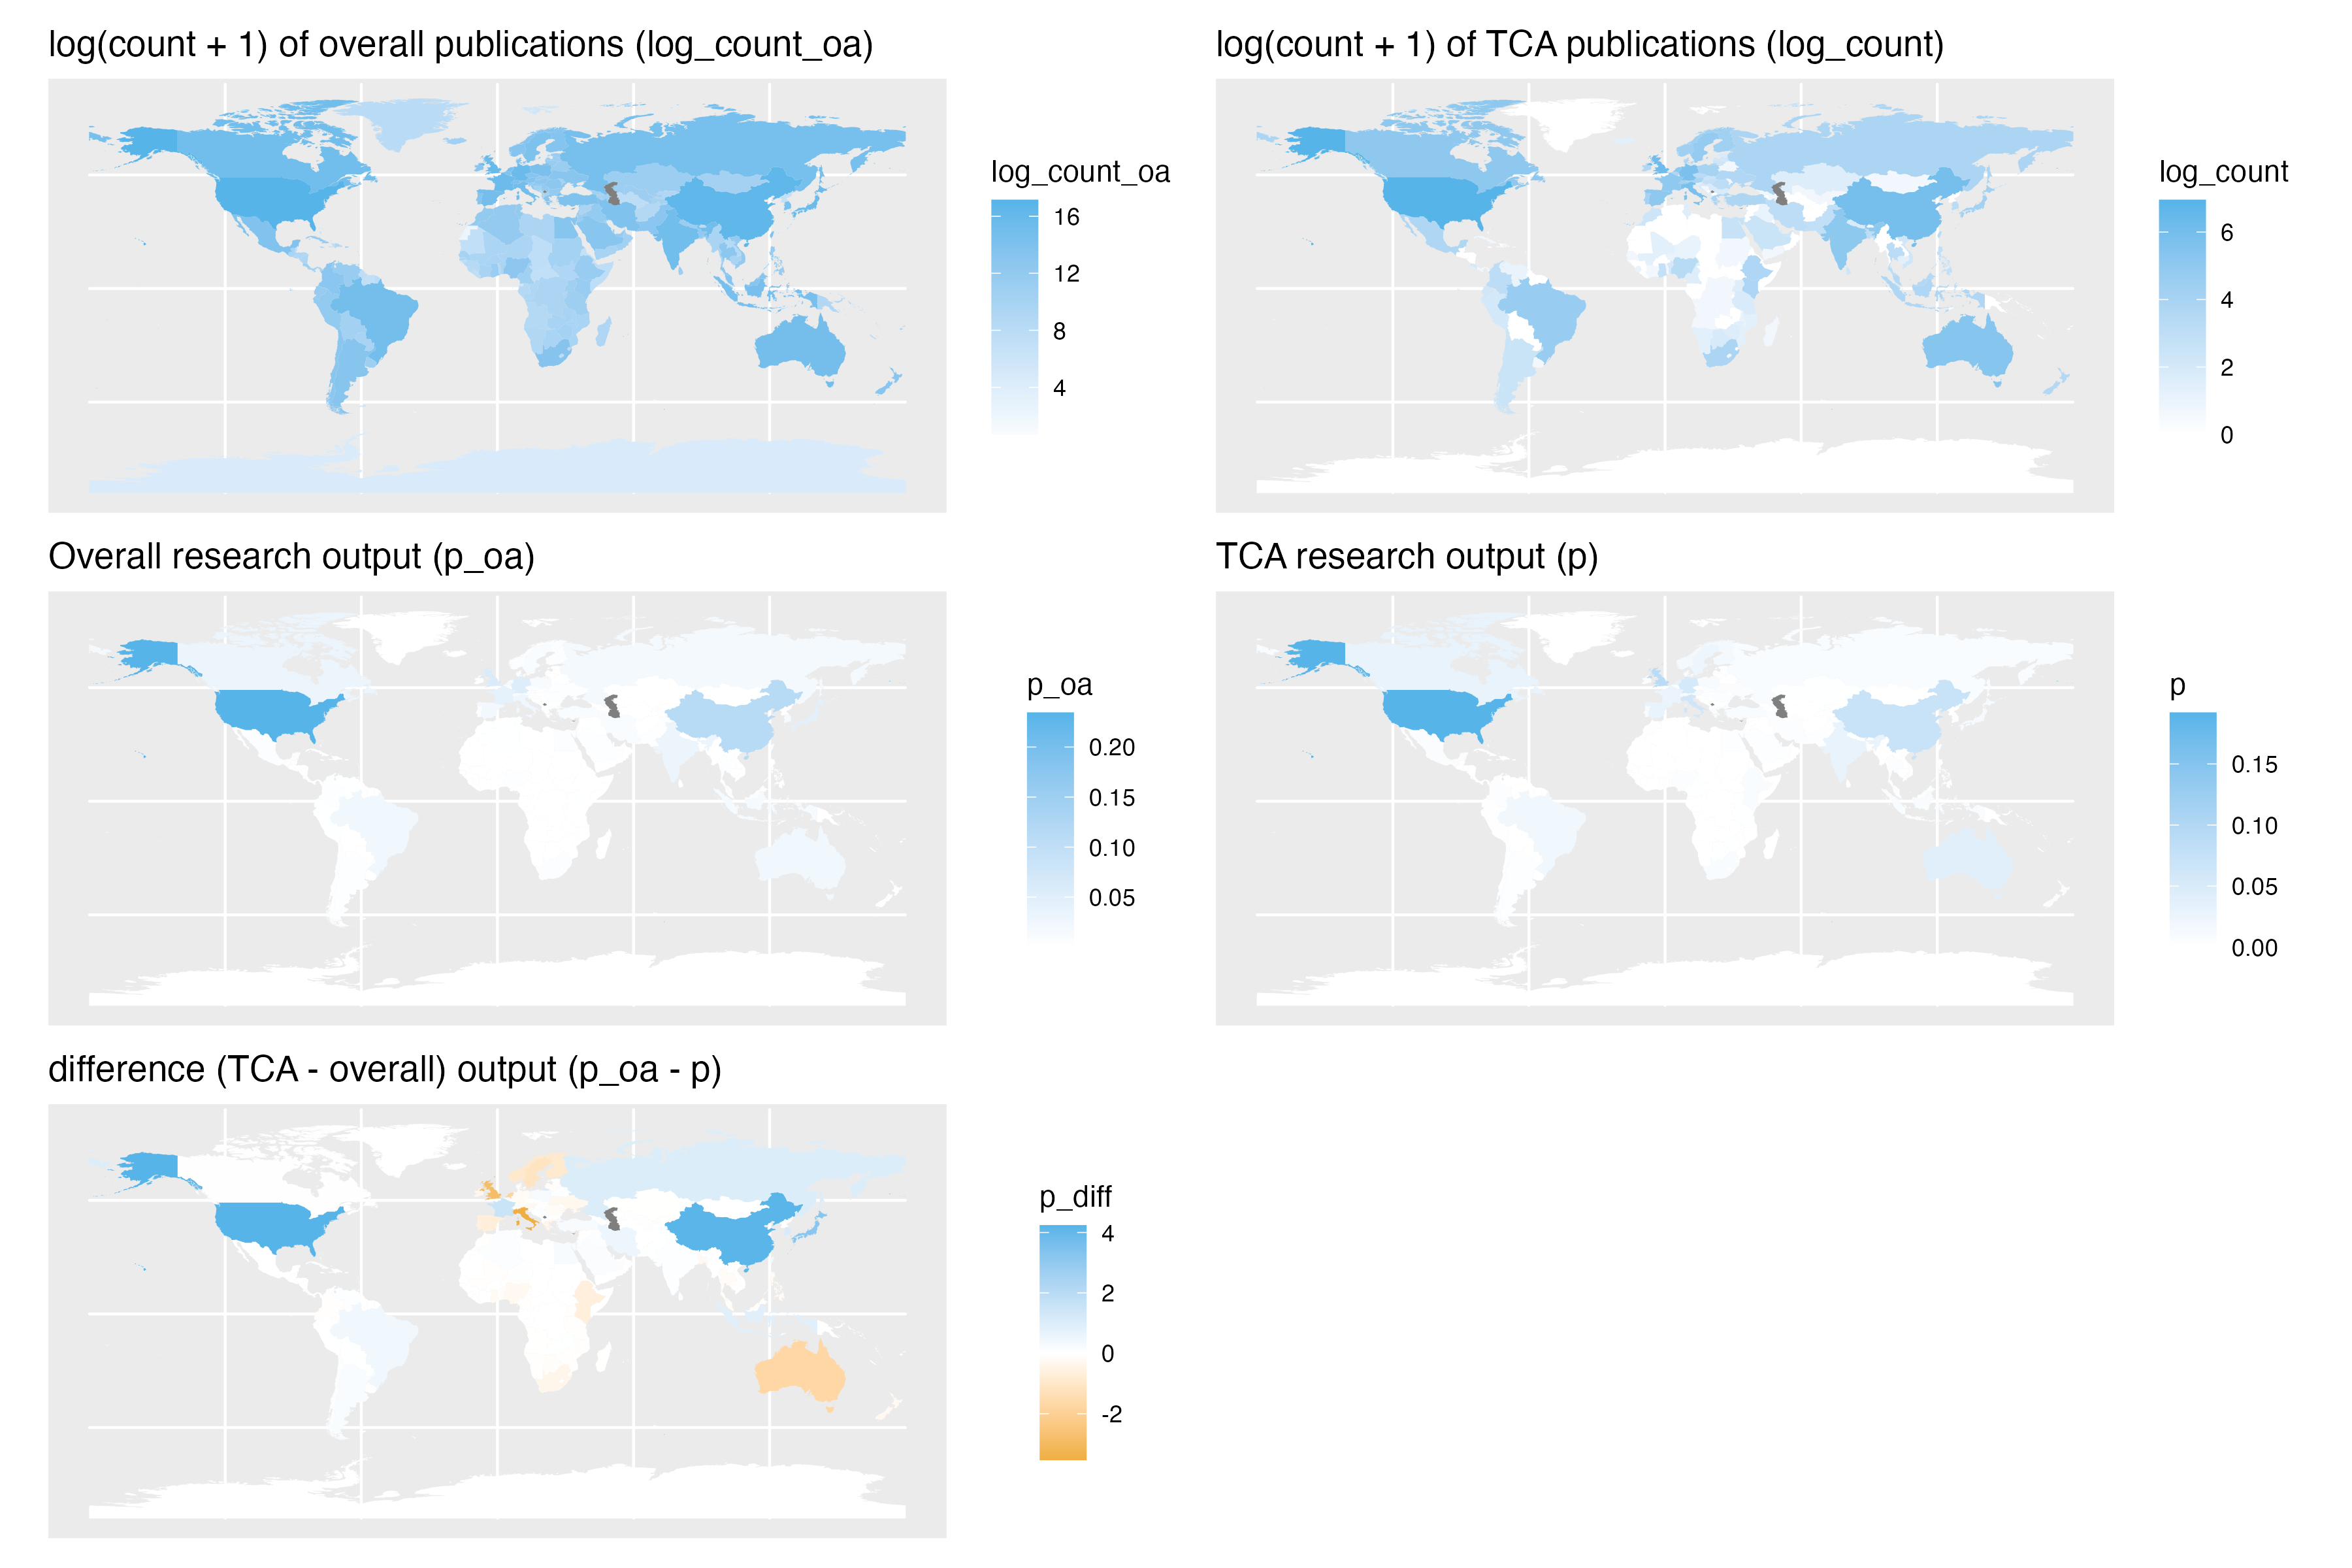 log(count + 1) of overall publications (log_count_oa)
log_count_oa
16
12
8
4
log(count + 1) of TCA publications (log_count)
log_count
6
4
2
0
Overall research output (p_oa)
p_oa
0.20
0.15
0.10
0.05
TCA research output (p)
p
0.15
0.10
0.05
0.00
difference (TCA - overall) output (p_oa - p)
p_diff
4
2
0
-2